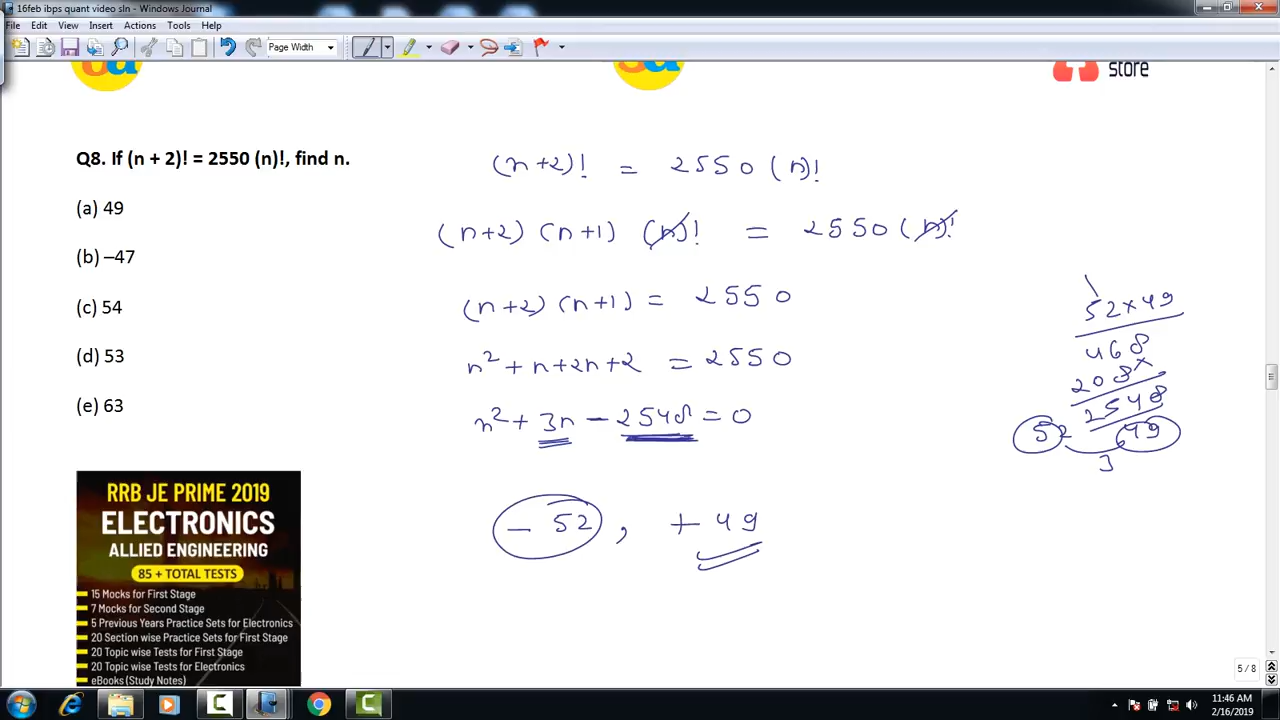 16feb ibps quant video sln - Windows Journal
File Edit View Insert Actions Tools Help
Page Width
store
Q8. If (n + 2)! = 2550 (n)!, find n.
(a) 49
(b) –47
(c) 54
(d) 53
(e) 63
(n+2)! = 2550 (n)!
(n+2) (n+1) (n)! = 2550 (n)!
(n+2) (n+1) = 2550
n² + n + 2n + 2 = 2550
n² + 3n - 2548 = 0
- 52 , + 49
52 × 49
468
208×
2548
52 49
3
RRB JE PRIME 2019
ELECTRONICS
ALLIED ENGINEERING
85 + TOTAL TESTS
15 Mocks for First Stage
7 Mocks for Second Stage
5 Previous Years Practice Sets for Electronics
20 Section wise Practice Sets for First Stage
20 Topic wise Tests for First Stage
20 Topic wise Tests for Electronics
eBooks (Study Notes)
5 / 8
11:46 AM
2/16/2019